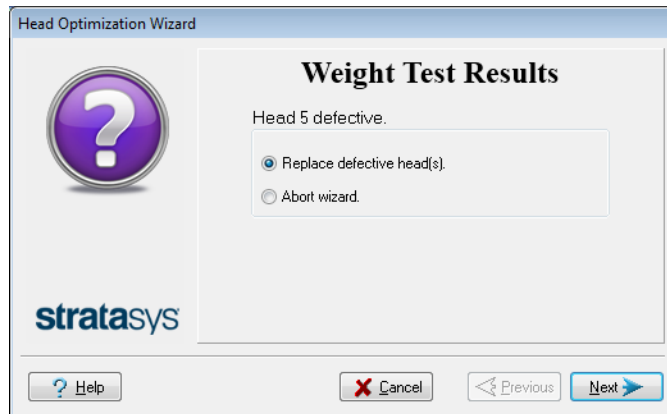 Head Optimization Wizard
Weight Test Results
Head 5 defective.
Replace defective head(s).
Abort wizard.
stratasys
? Help
Cancel
Previous
Next